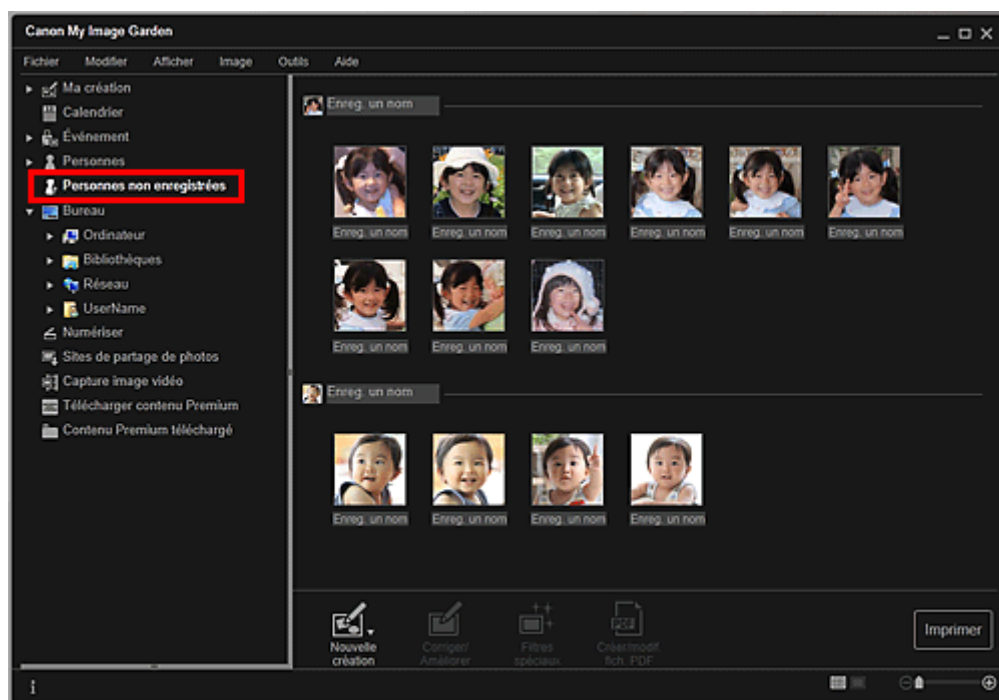 Canon My Image Garden
Fichier Modifier Afficher Image Outils Aide
Ma création
Calendrier
Événement
Personnes
Personnes non enregistrées
Bureau
Ordinateur
Bibliothèques
Réseau
UserName
Numériser
Sites de partage de photos
Capture image vidéo
Télécharger contenu Premium
Contenu Premium téléchargé
Enreg. un nom
Enreg. un nom Enreg. un nom Enreg. un nom Enreg. un nom Enreg. un nom Enreg. un nom
Enreg. un nom Enreg. un nom Enreg. un nom
Enreg. un nom
Enreg. un nom Enreg. un nom Enreg. un nom Enreg. un nom
Nouvelle création
Corriger/ Améliorer
Filtres spéciaux
PDF
Créer/modif. fich. PDF
Imprimer